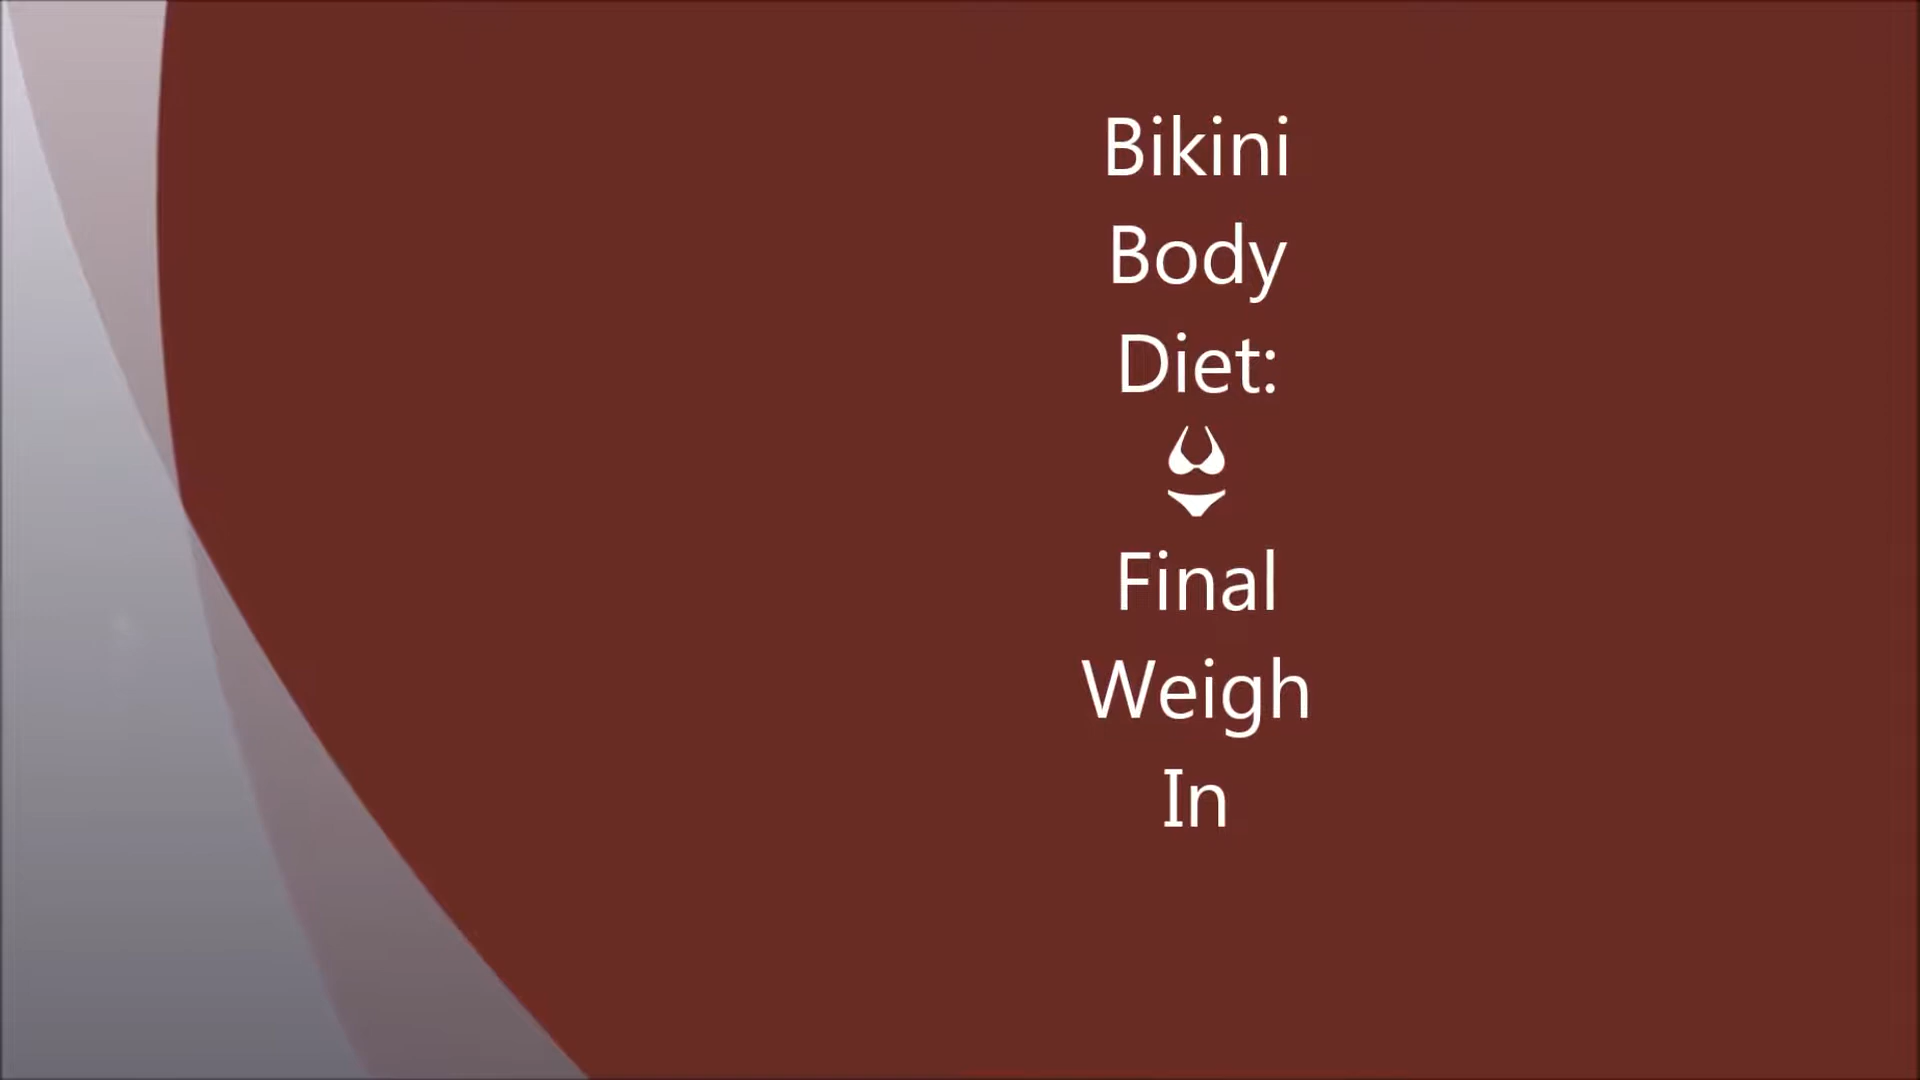 Bikini
Body
Diet:
👙
Final
Weigh
In